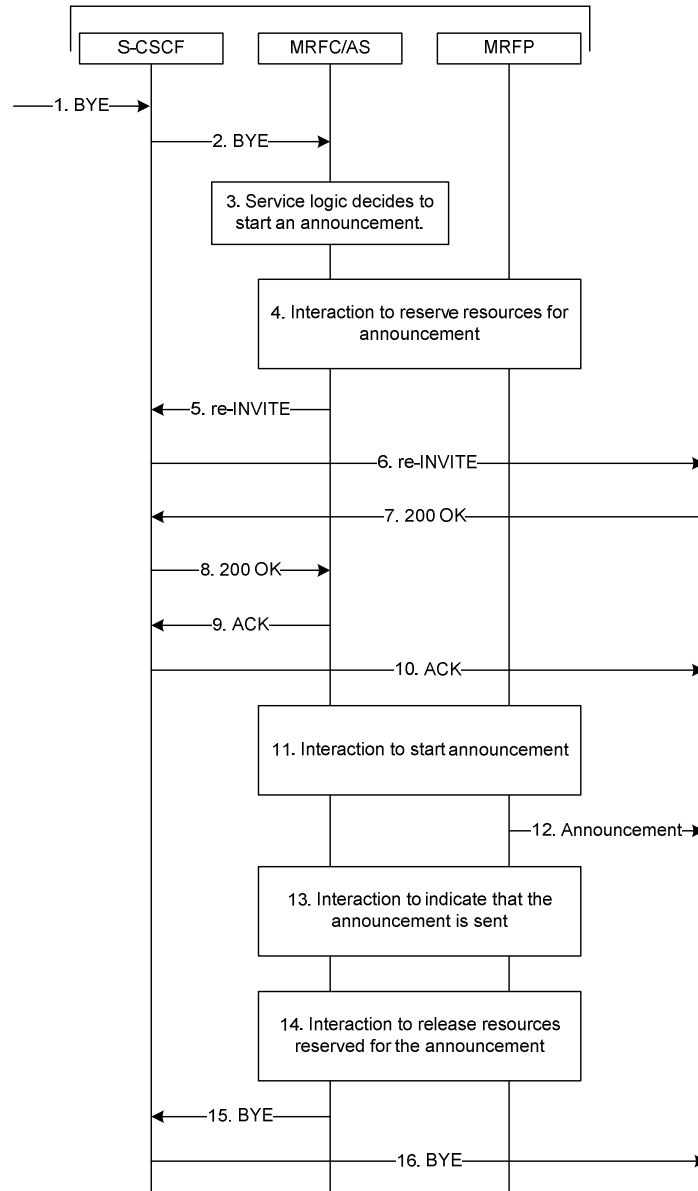 S-CSCF
MRFC/AS
MRFP
1. BYE
2. BYE
3. Service logic decides to
start an announcement.
4. Interaction to reserve resources for
announcement
5. re-INVITE
6. re-INVITE
7. 200 OK
8. 200 OK
9. ACK
10. ACK
11. Interaction to start announcement
12. Announcement
13. Interaction to indicate that the
announcement is sent
14. Interaction to release resources
reserved for the announcement
15. BYE
16. BYE